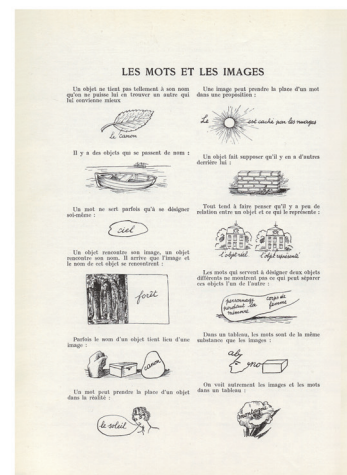 LES MOTS ET LES IMAGES
Un objet ne tient pas tellement à son nom
qu'on ne puisse lui en trouver un autre qui
lui convienne mieux
le canon
Il y a des objets qui se passent de nom :
Un mot ne sert parfois qu'à se désigner
soi-même :
ciel
Un objet rencontre son image, un objet
rencontre son nom. Il arrive que l'image et
le nom de cet objet se rencontrent :
forêt
Parfois le nom d'un objet tient lieu d'une
image :
canon
Un mot peut prendre la place d'un objet
dans la réalité :
le soleil
Une image peut prendre la place d'un mot
dans une proposition :
Le
est caché par les nuages
Un objet fait supposer qu'il y en a d'autres
derrière lui :
Tout tend à faire penser qu'il y a peu de
relation entre un objet et ce qui le représente :
l'objet réel
l'objet représenté
Les mots qui servent à désigner deux objets
différents ne montrent pas ce qui peut séparer
ces objets l'un de l'autre :
personnage
perdant la
mémoire
corps de
femme
Dans un tableau, les mots sont de la même
substance que les images :
On voit autrement les images et les mots
dans un tableau :
montagne